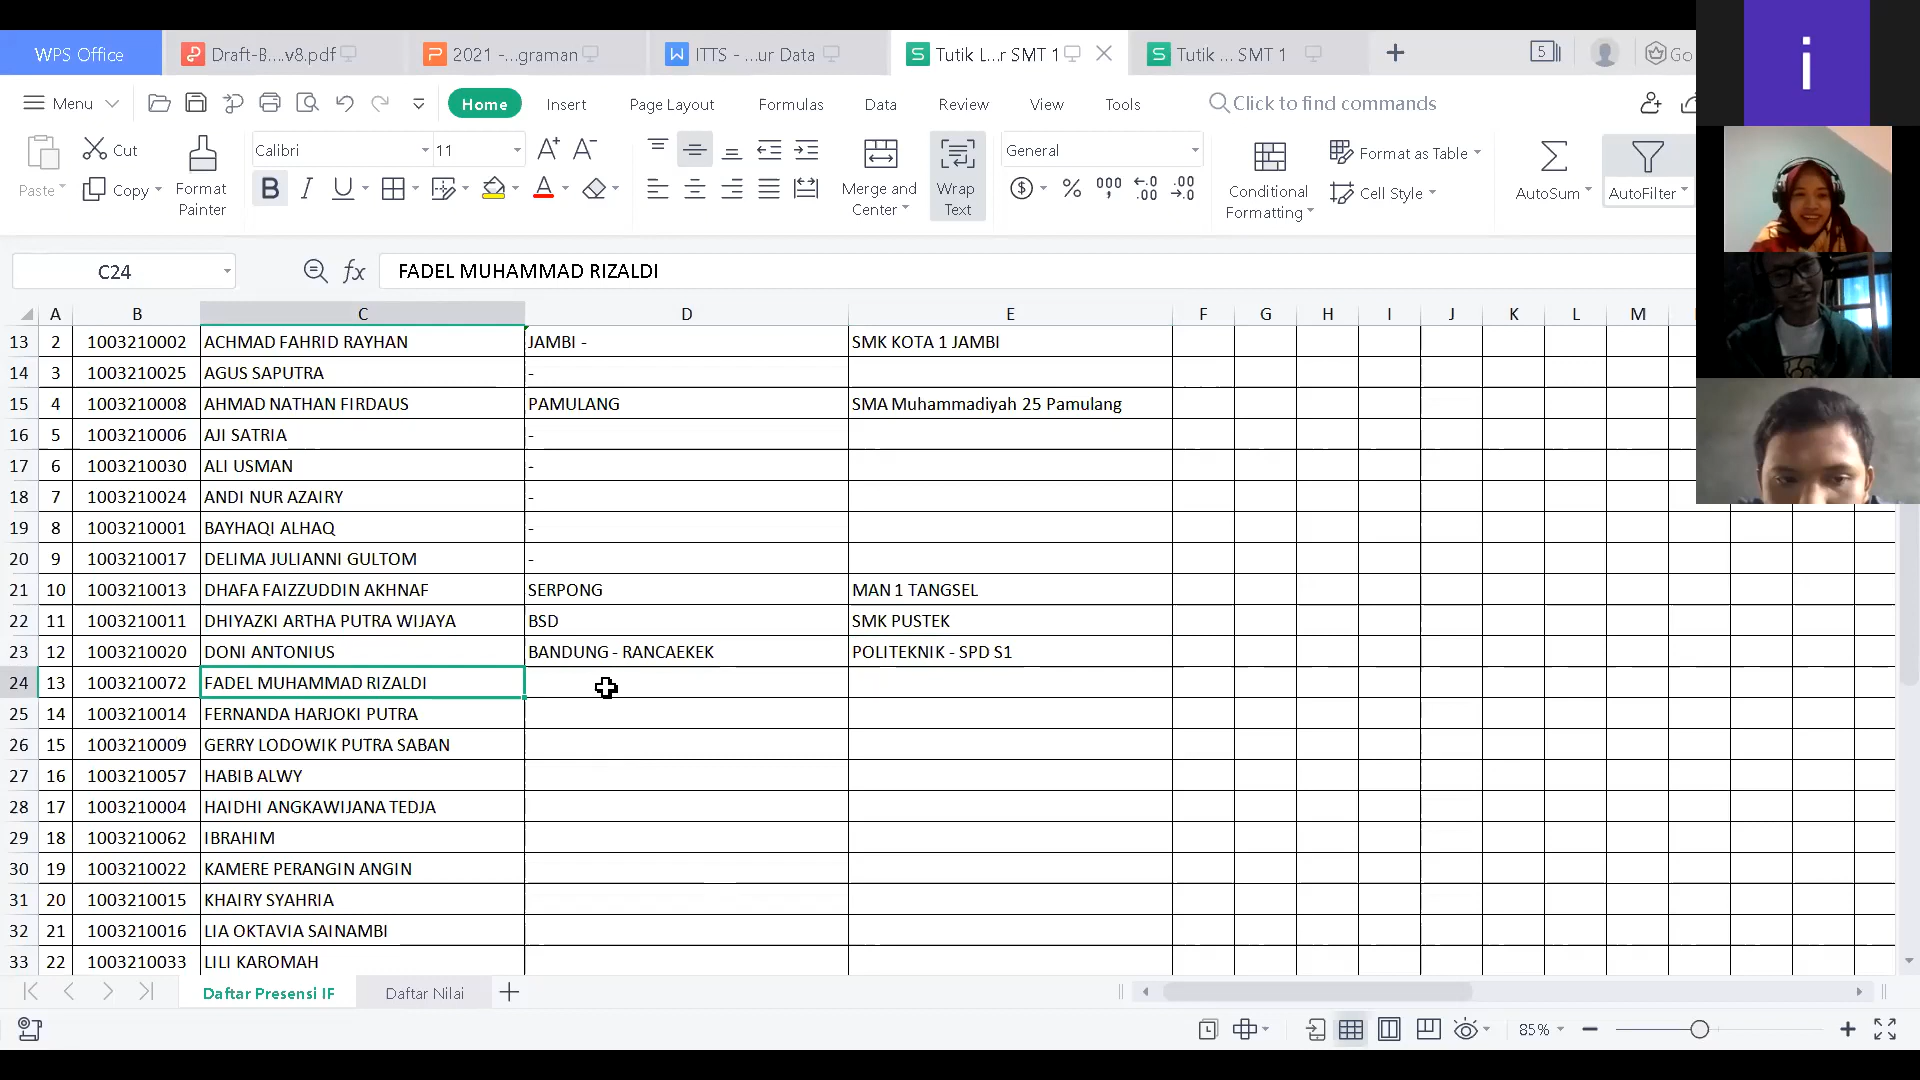 WPS Office Draft-B....v8.pdf 2021 -...graman ITTS - ...ur Data Tutik L...r SMT 1 Tutik ... SMT 1 5 Go
Menu Home Insert Page Layout Formulas Data Review View Tools Click to find commands
Paste Cut Copy Format Painter Calibri 11 Merge and Center Wrap Text General Conditional Formatting Format as Table Cell Style AutoSum AutoFilter
C24 fx FADEL MUHAMMAD RIZALDI
A B C D E F G H I J K L M
13 2 1003210002 ACHMAD FAHRID RAYHAN JAMBI - SMK KOTA 1 JAMBI
14 3 1003210025 AGUS SAPUTRA -
15 4 1003210008 AHMAD NATHAN FIRDAUS PAMULANG SMA Muhammadiyah 25 Pamulang
16 5 1003210006 AJI SATRIA -
17 6 1003210030 ALI USMAN -
18 7 1003210024 ANDI NUR AZAIRY -
19 8 1003210001 BAYHAQI ALHAQ -
20 9 1003210017 DELIMA JULIANNI GULTOM -
21 10 1003210013 DHAFA FAIZZUDDIN AKHNAF SERPONG MAN 1 TANGSEL
22 11 1003210011 DHIYAZKI ARTHA PUTRA WIJAYA BSD SMK PUSTEK
23 12 1003210020 DONI ANTONIUS BANDUNG - RANCAEKEK POLITEKNIK - SPD S1
24 13 1003210072 FADEL MUHAMMAD RIZALDI
25 14 1003210014 FERNANDA HARJOKI PUTRA
26 15 1003210009 GERRY LODOWIK PUTRA SABAN
27 16 1003210057 HABIB ALWY
28 17 1003210004 HAIDHI ANGKAWIJANA TEDJA
29 18 1003210062 IBRAHIM
30 19 1003210022 KAMERE PERANGIN ANGIN
31 20 1003210015 KHAIRY SYAHRIA
32 21 1003210016 LIA OKTAVIA SAINAMBI
33 22 1003210033 LILI KAROMAH
Daftar Presensi IF Daftar Nilai
85%
i